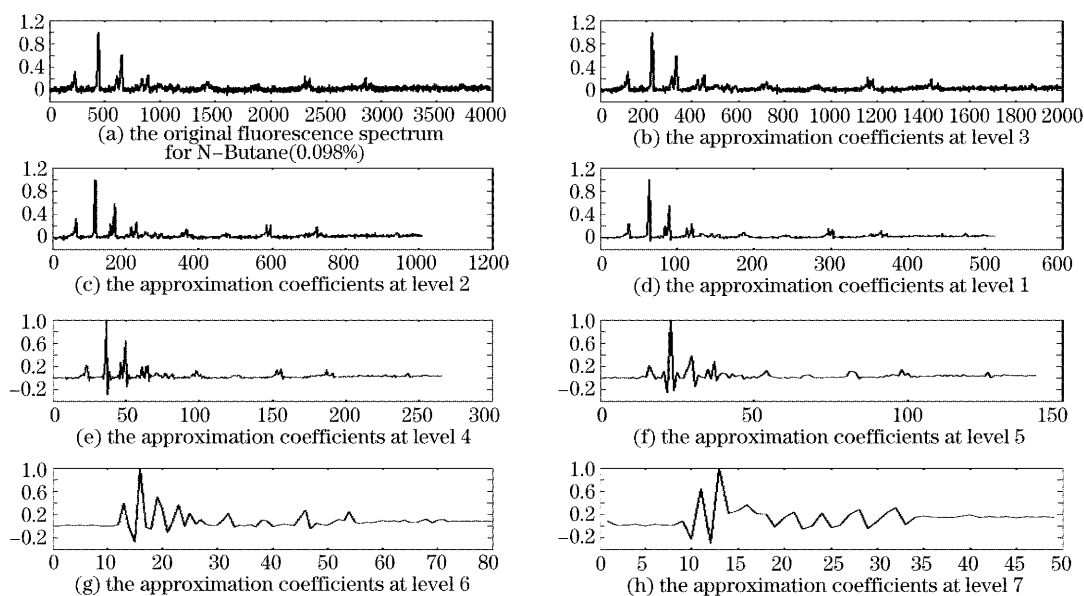 1.2
0.8
0.4
0
0 500 1000 1500 2000 2500 3000 3500 4000
(a) the original fluorescence spectrum
for N-Butane(0.098%)
1.2
0.8
0.4
0
0 200 400 600 800 1000 1200 1400 1600 1800 2000
(b) the approximation coefficients at level 3
1.2
0.8
0.4
0
0 200 400 600 800 1000 1200
(c) the approximation coefficients at level 2
1.2
0.8
0.4
0
0 100 200 300 400 500 600
(d) the approximation coefficients at level 1
1.0
0.6
0.2
-0.2
0 50 100 150 200 250 300
(e) the approximation coefficients at level 4
1.0
0.6
0.2
-0.2
0 50 100 150
(f) the approximation coefficients at level 5
1.0
0.6
0.2
-0.2
0 10 20 30 40 50 60 70 80
(g) the approximation coefficients at level 6
1.0
0.6
0.2
-0.2
0 5 10 15 20 25 30 35 40 45 50
(h) the approximation coefficients at level 7